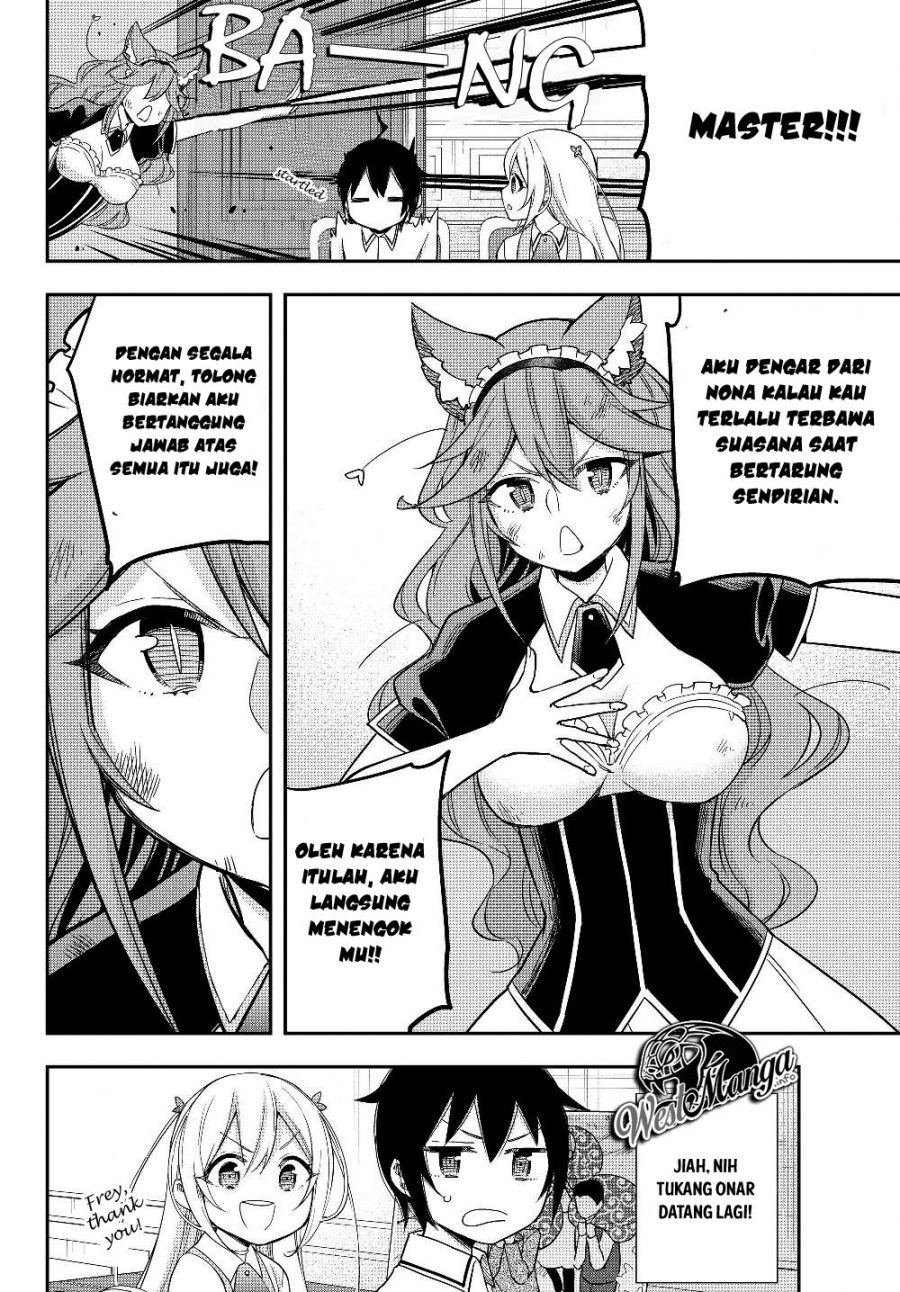 MASTER!!!
BA—NG
startled
AKU DENGAR DARI
NONA KALAU KAU
TERLALU TERBAWA
SUASANA SAAT
BERTARUNG
SENDIRIAN.
OLEH KARENA
ITULAH, AKU
LANGSUNG
MENENGOK
MU!!
DENGAN SEGALA
HORMAT, TOLONG
BIARKAN AKU
BERTANGGUNG
JAWAB ATAS
SEMUA ITU JUGA!
WestManga
.info
JIAH, NIH
TUKANG ONAR
DATANG LAGI!
Frey,
thank
you!